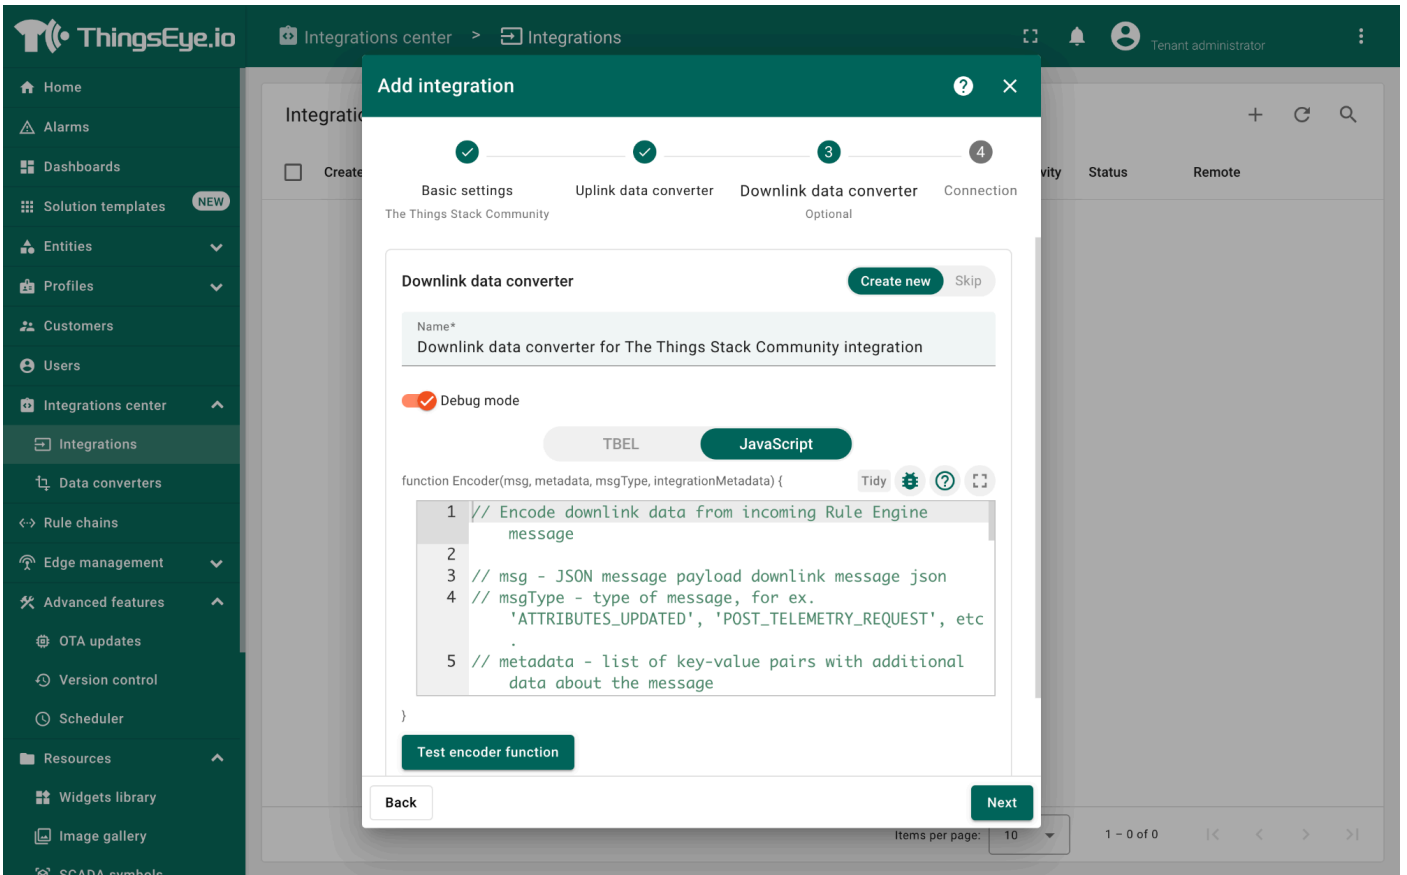 ThingsEye.io
Integrations center > Integrations
Tenant administrator
Home
Alarms
Dashboards
Solution templates NEW
Entities
Profiles
Customers
Users
Integrations center
Integrations
Data converters
Rule chains
Edge management
Advanced features
OTA updates
Version control
Scheduler
Resources
Widgets library
Image gallery
SCADA symbols
Integratio
Create
vity Status Remote
Items per page: 10 1 – 0 of 0
Add integration
3 4
Basic settings Uplink data converter Downlink data converter Connection
The Things Stack Community Optional
Downlink data converter Create new Skip
Name*
Downlink data converter for The Things Stack Community integration
Debug mode
TBEL JavaScript
function Encoder(msg, metadata, msgType, integrationMetadata) { Tidy
1 // Encode downlink data from incoming Rule Engine
message
2
3 // msg - JSON message payload downlink message json
4 // msgType - type of message, for ex.
'ATTRIBUTES_UPDATED', 'POST_TELEMETRY_REQUEST', etc
.
5 // metadata - list of key-value pairs with additional
data about the message
}
Test encoder function
Back Next